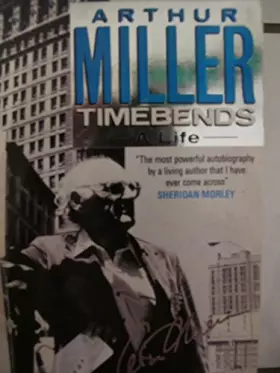 ARTHUR
MILLER
TIMEBENDS
A Life
"The most powerful autobiography
by a living author that I have
ever come across"
SHERIDAN MORLEY